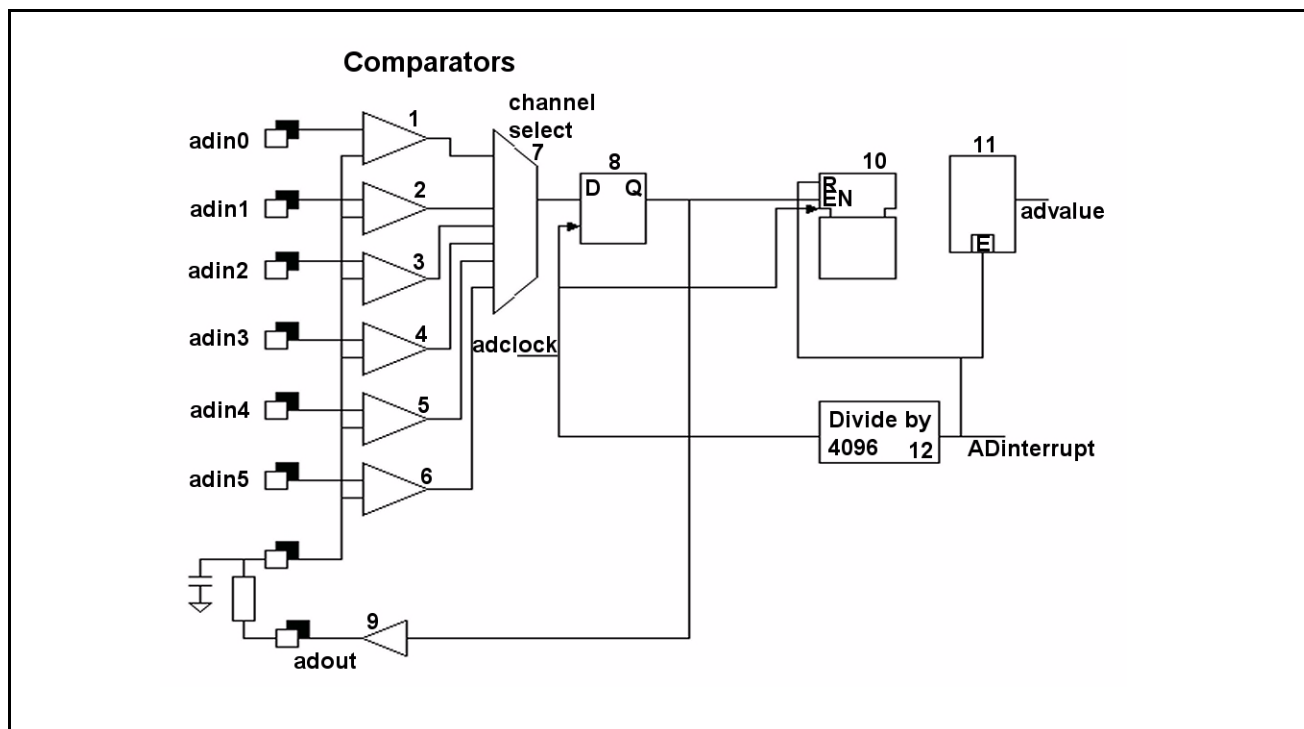 Comparators
channel
select
adin0
1
7
8
10
11
D Q
R
EN
adin1
2
advalue
E
adin2
3
adin3
4
adclock
adin4
5
Divide by
4096 12
ADinterrupt
adin5
6
9
adout